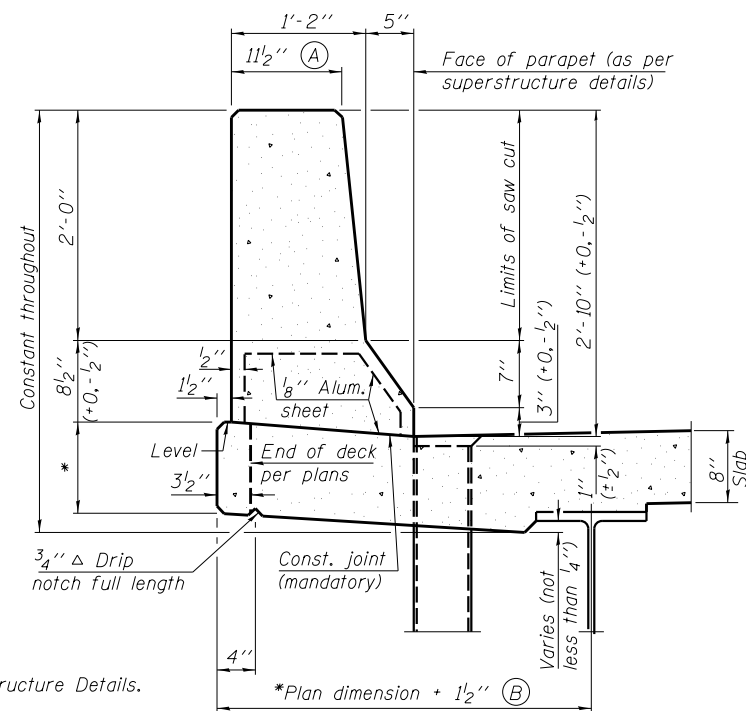 1'-2"
5"
11½" (A)
Face of parapet (as per
superstructure details)
Constant throughout
2'-0"
8½"
(+0,-½")
*
Limits of saw cut
7"
3" (+0,-½")
2'-10" (+0,-½")
½"
1½"
⅛" Alum.
sheet
Level
End of deck
per plans
3½"
1"
(±½")
8"
Slab
¾" △ Drip
notch full length
Const. joint
(mandatory)
Varies (not
less than ¼")
4"
ructure Details.
*Plan dimension + 1½" (B)